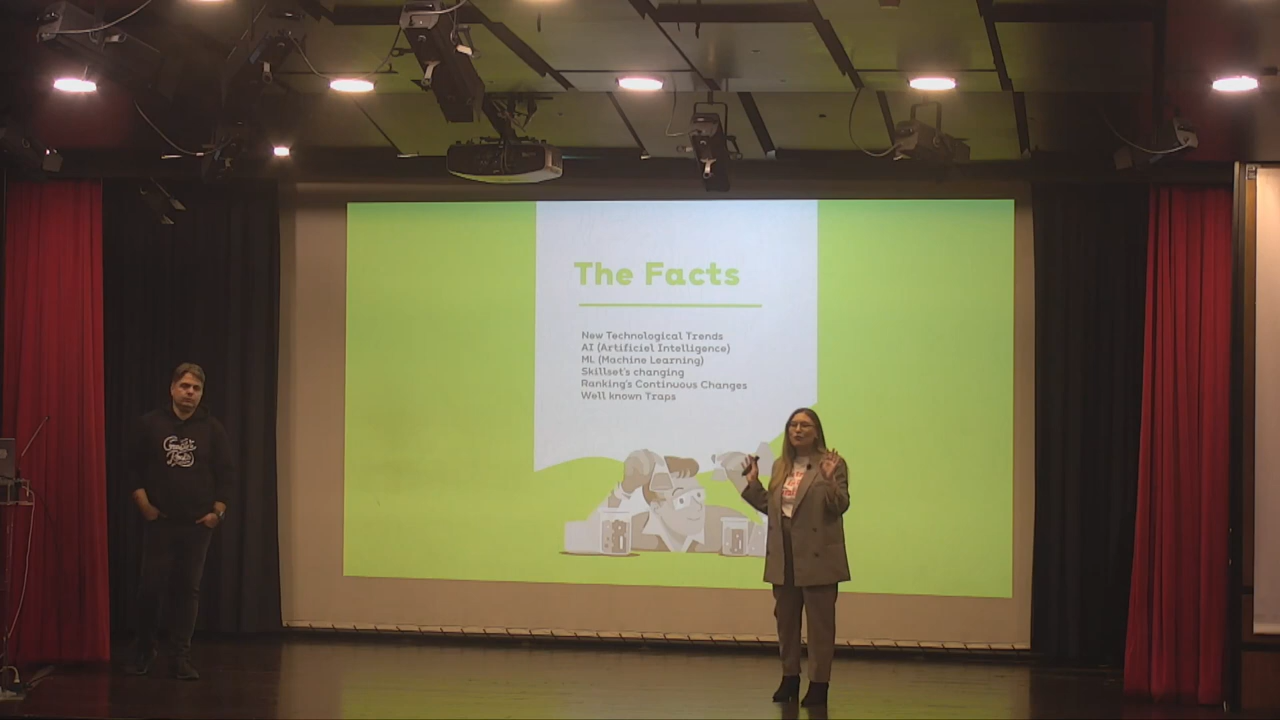 The Facts
New Technological Trends
AI (Artificiel Intelligence)
ML (Machine Learning)
Skillset's changing
Ranking's Continuous Changes
Well known Traps